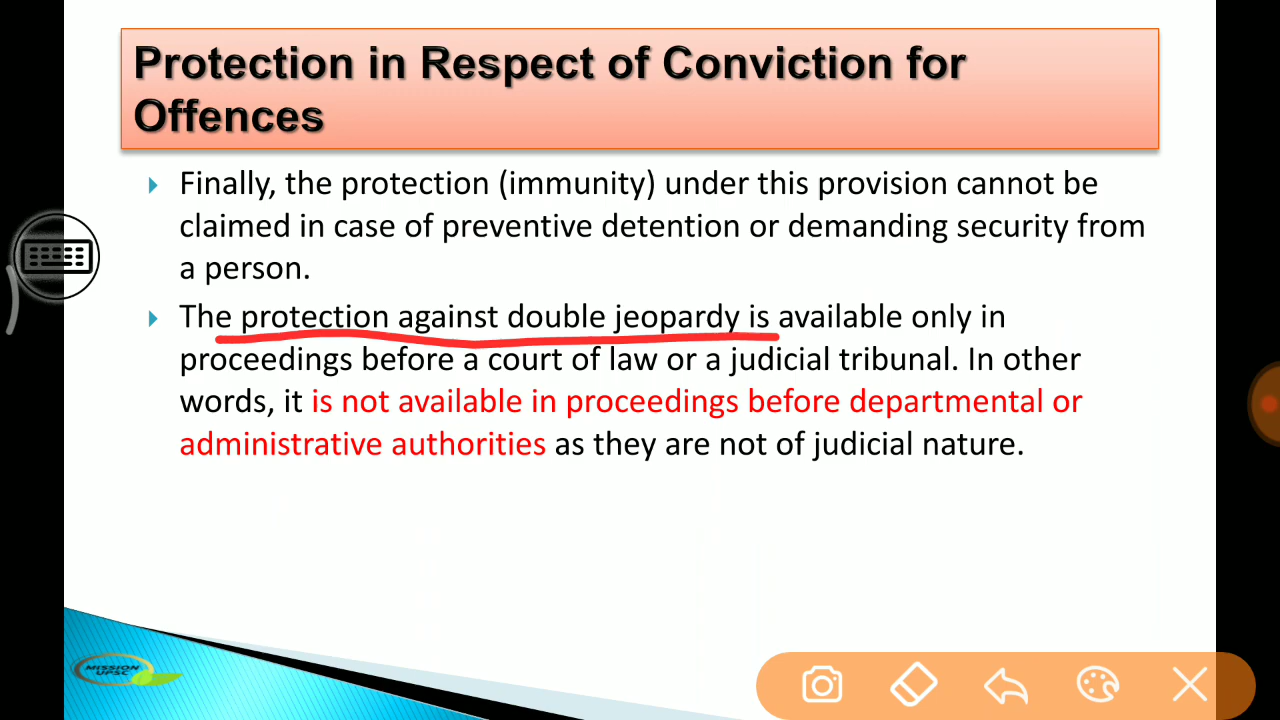 Protection in Respect of Conviction for
Offences
Finally, the protection (immunity) under this provision cannot be
claimed in case of preventive detention or demanding security from
a person.
The protection against double jeopardy is available only in
proceedings before a court of law or a judicial tribunal. In other
words, it is not available in proceedings before departmental or
administrative authorities as they are not of judicial nature.
MISSION
UPSC